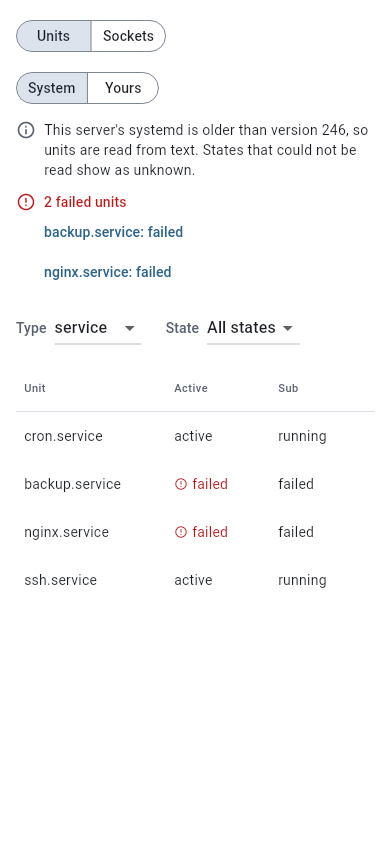 Units Sockets
System Yours
This server's systemd is older than version 246, so
units are read from text. States that could not be
read show as unknown.
2 failed units
backup.service: failed
nginx.service: failed
Type service State All states
Unit Active Sub
cron.service active running
backup.service failed failed
nginx.service failed failed
ssh.service active running